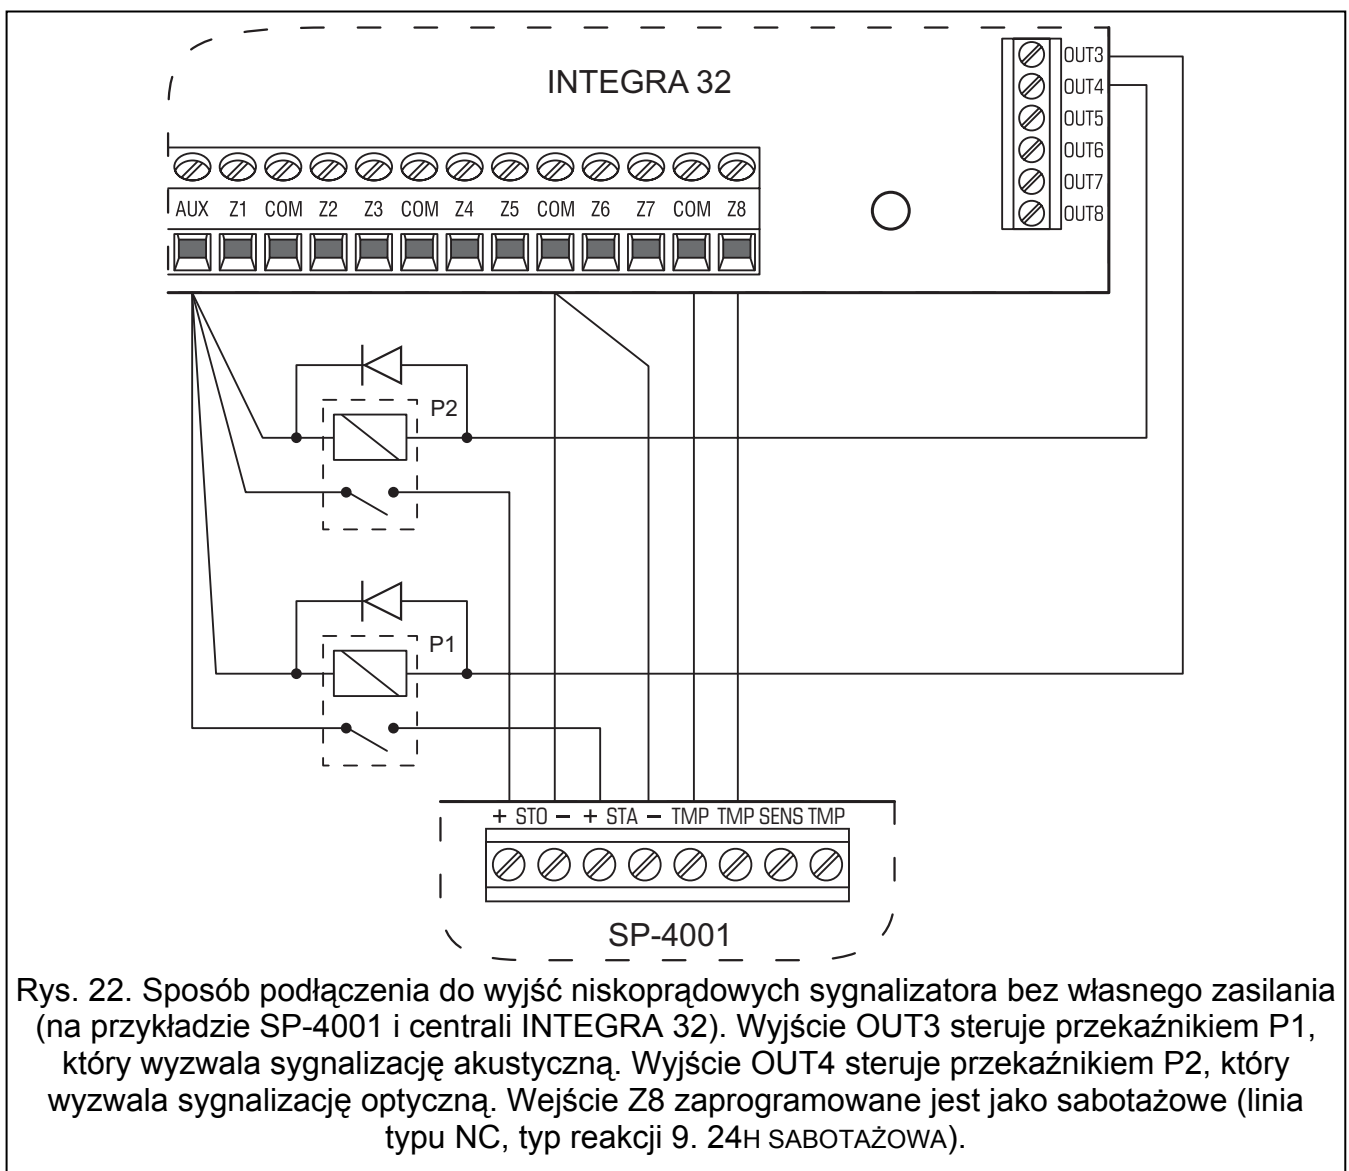 INTEGRA 32
OUT3
OUT4
OUT5
OUT6
OUT7
OUT8
AUX Z1 COM Z2 Z3 COM Z4 Z5 COM Z6 Z7 COM Z8
P2
P1
+ STO − + STA − TMP TMP SENS TMP
SP-4001
Rys. 22. Sposób podłączenia do wyjść niskoprądowych sygnalizatora bez własnego zasilania
(na przykładzie SP-4001 i centrali INTEGRA 32). Wyjście OUT3 steruje przekaźnikiem P1,
który wyzwala sygnalizację akustyczną. Wyjście OUT4 steruje przekaźnikiem P2, który
wyzwala sygnalizację optyczną. Wejście Z8 zaprogramowane jest jako sabotażowe (linia
typu NC, typ reakcji 9. 24H SABOTAŻOWA).